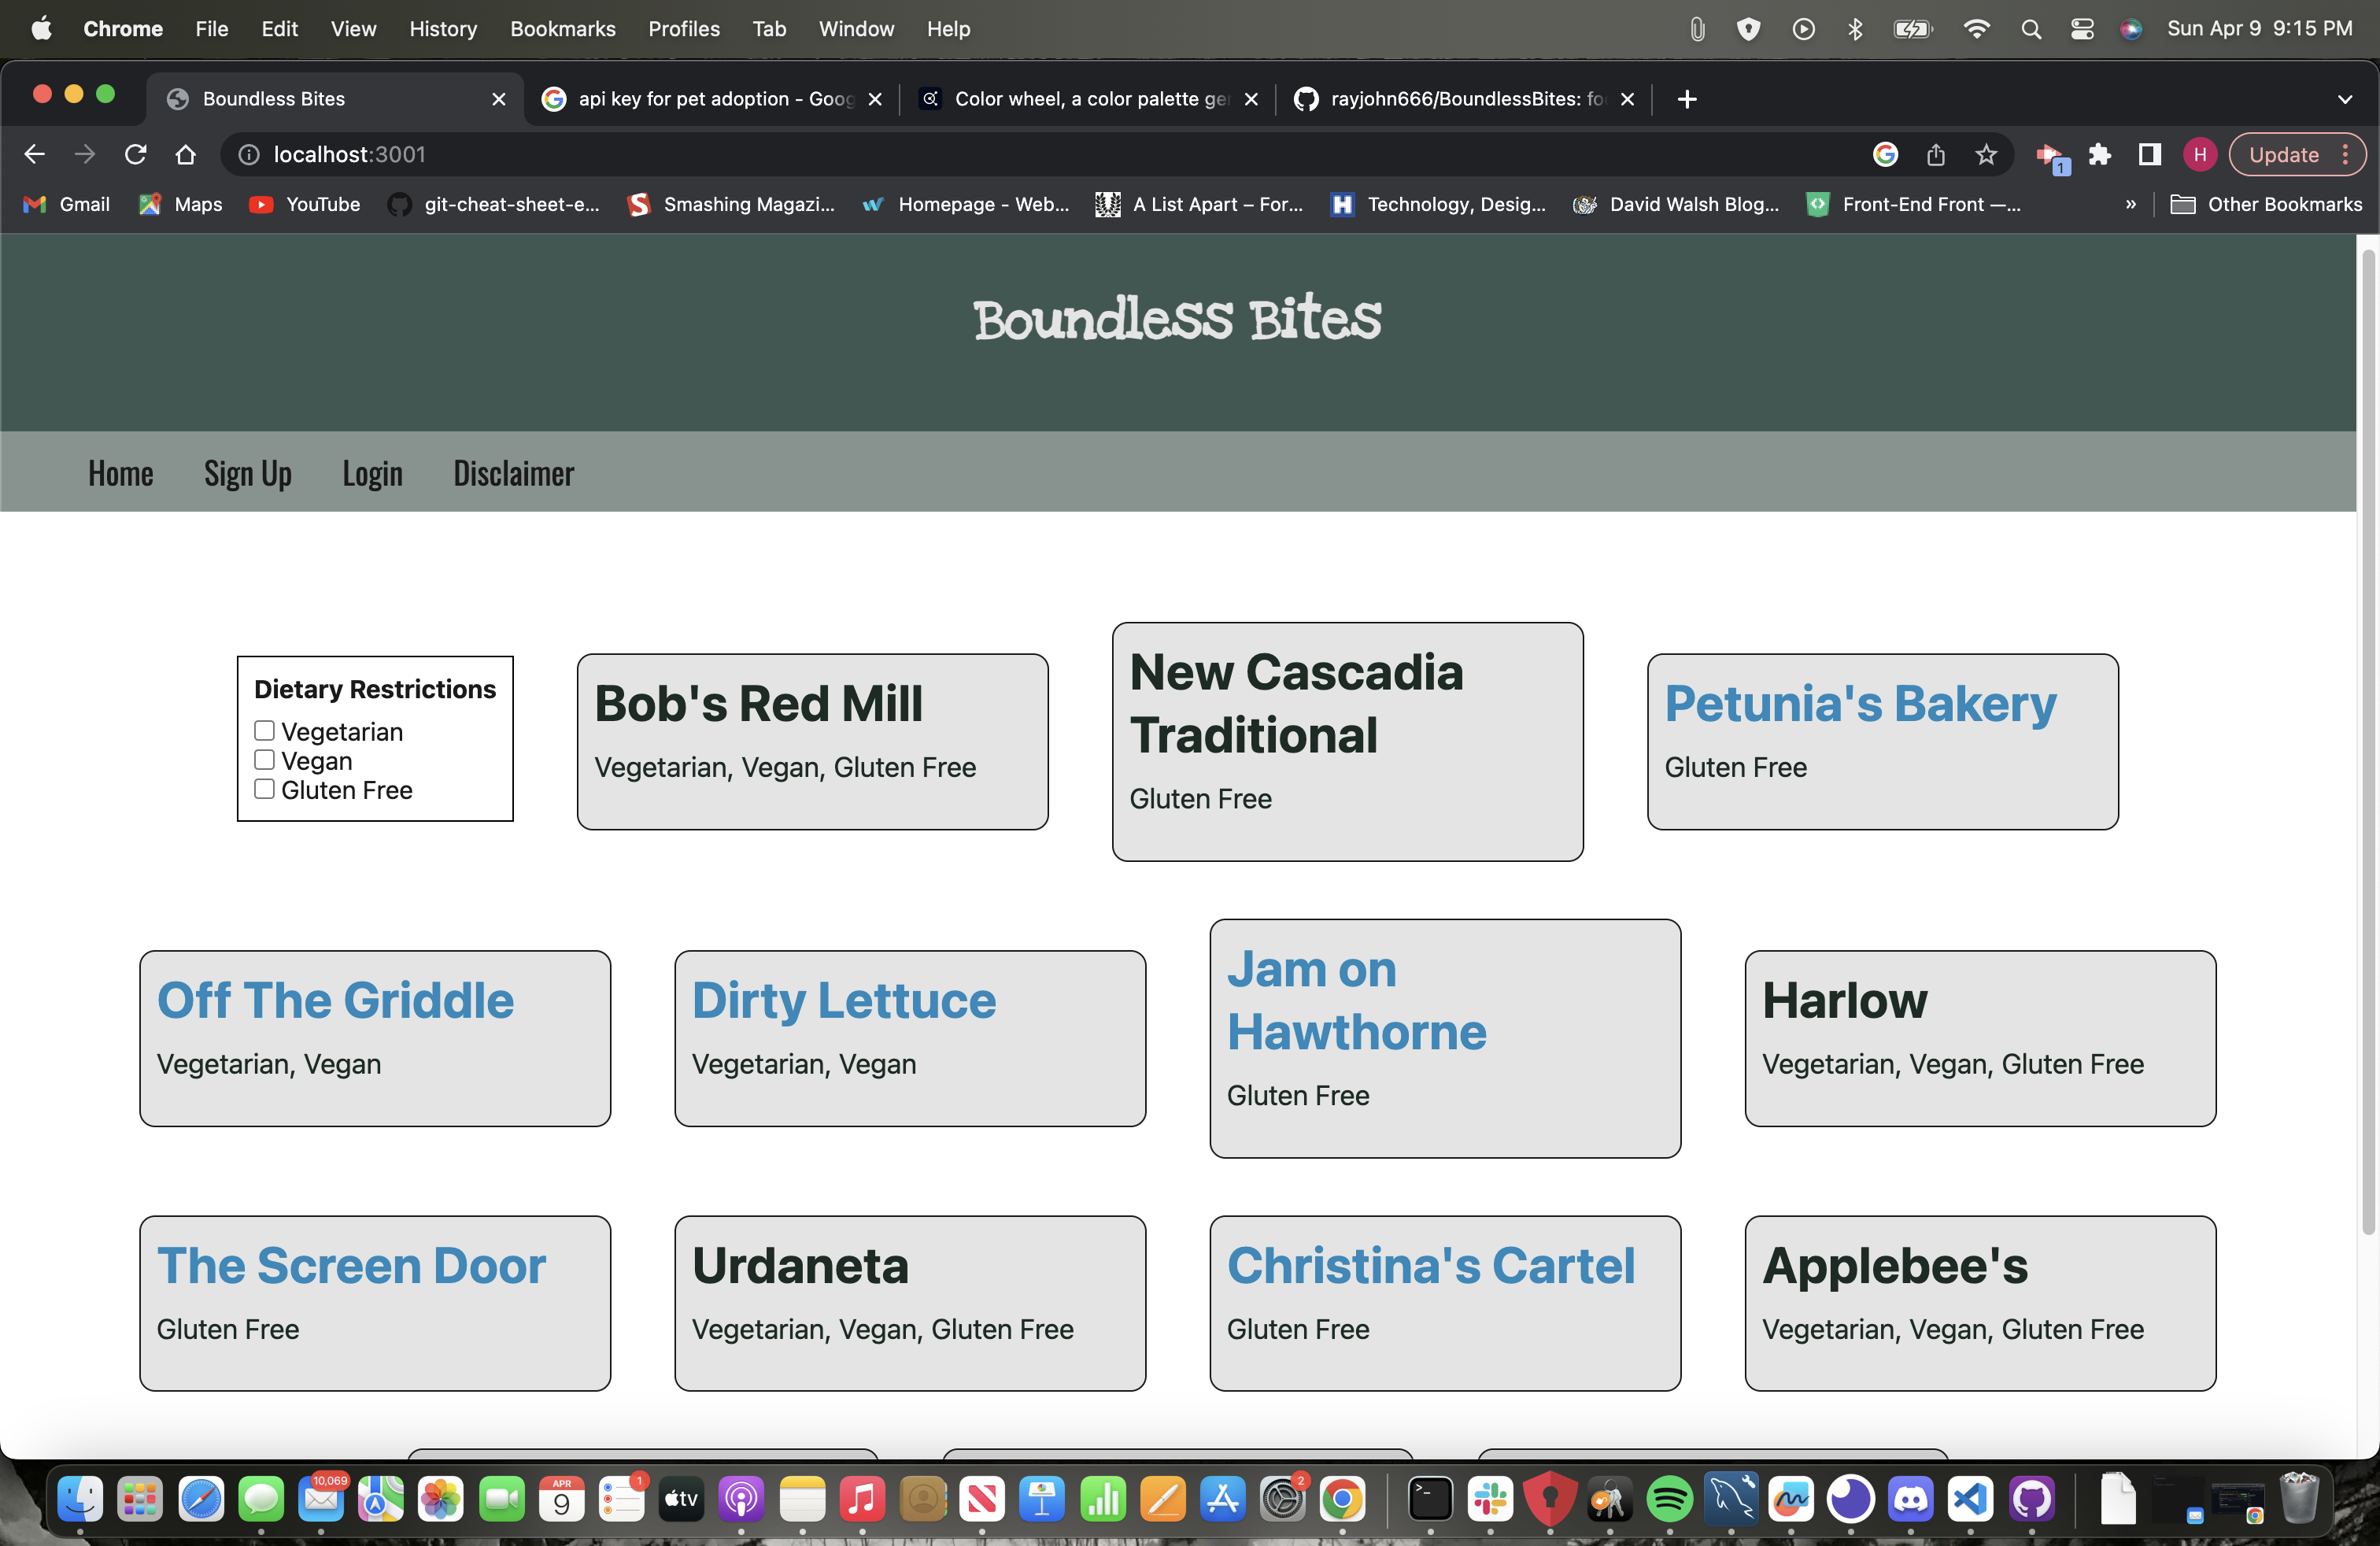 Chrome File Edit View History Bookmarks Profiles Tab Window Help Sun Apr 9 9:15 PM
Boundless Bites api key for pet adoption - Goog Color wheel, a color palette ge rayjohn666/BoundlessBites: fo
localhost:3001 1 H Update
Gmail Maps YouTube git-cheat-sheet-e... Smashing Magazi... Homepage - Web... A List Apart – For... Technology, Desig... David Walsh Blog... Front-End Front —... » Other Bookmarks
Boundless Bites
Home Sign Up Login Disclaimer
Dietary Restrictions
Vegetarian
Vegan
Gluten Free
Bob's Red Mill
Vegetarian, Vegan, Gluten Free
New Cascadia
Traditional
Gluten Free
Petunia's Bakery
Gluten Free
Off The Griddle
Vegetarian, Vegan
Dirty Lettuce
Vegetarian, Vegan
Jam on
Hawthorne
Gluten Free
Harlow
Vegetarian, Vegan, Gluten Free
The Screen Door
Gluten Free
Urdaneta
Vegetarian, Vegan, Gluten Free
Christina's Cartel
Gluten Free
Applebee's
Vegetarian, Vegan, Gluten Free
10,069 APR 9 1 tv 2